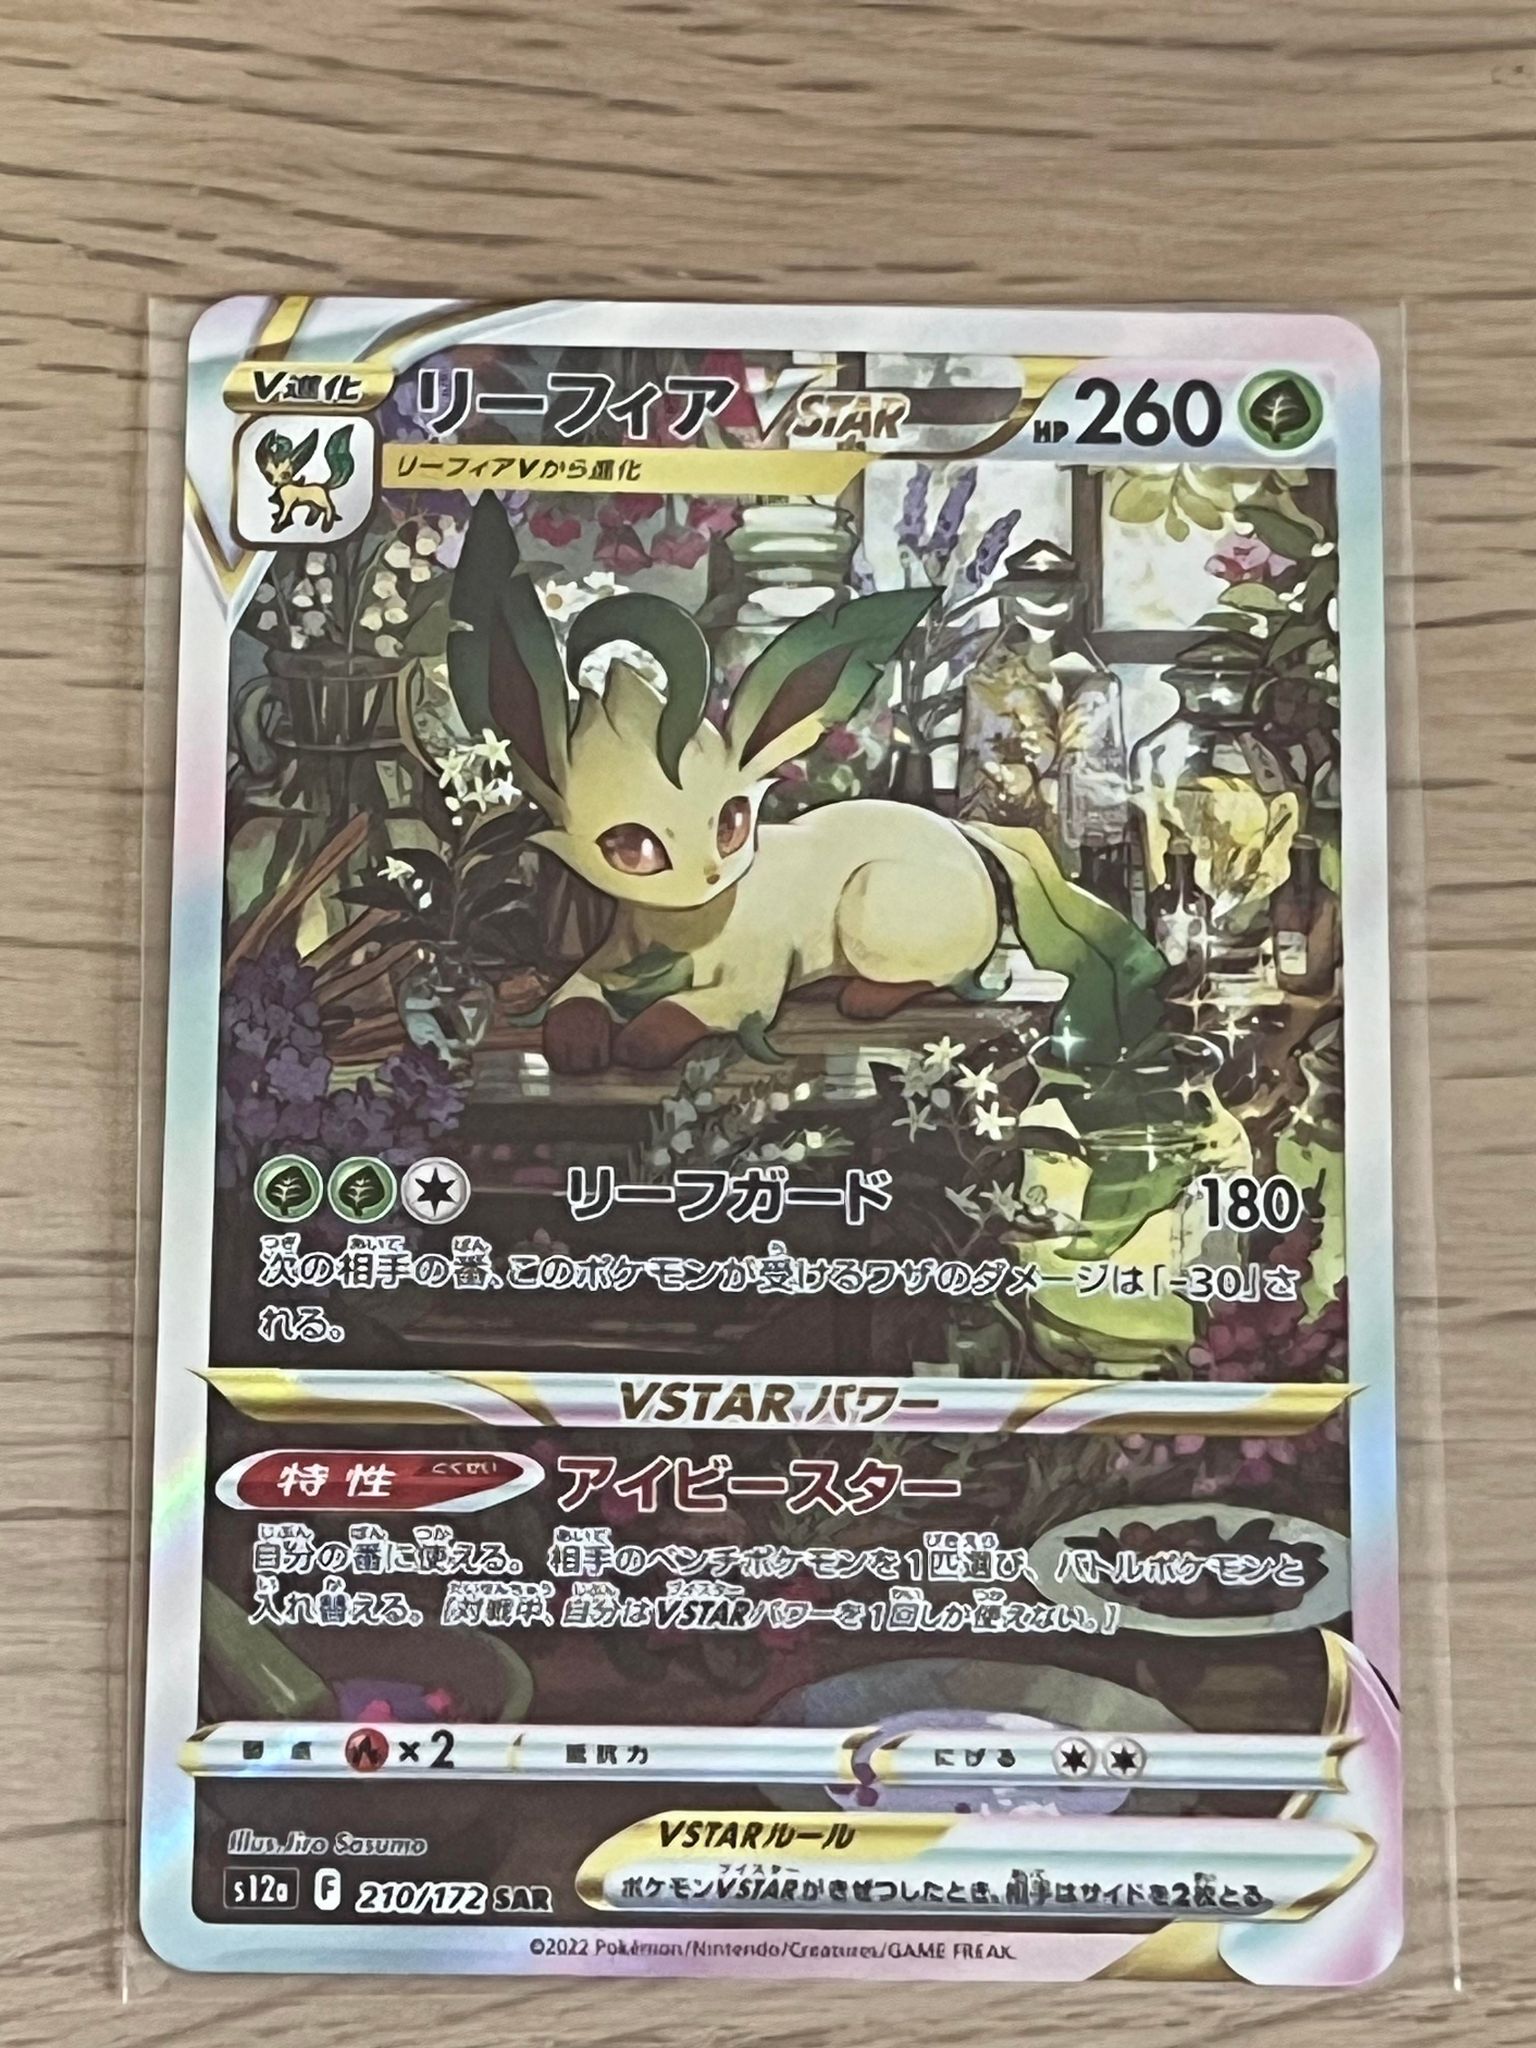 V進化
リーフィア VSTAR
HP 260
リーフィアVから進化
リーフガード 180
次の相手の番、このポケモンが受けるワザのダメージは「-30」さ
れる。
VSTARパワー
特性 アイビースター
自分の番に使える。相手のベンチポケモンを1匹選び、バトルポケモンと
入れ替える。[対戦中、自分はVSTARパワーを1回しか使えない。]
×2 抵抗力 にげる
Illus. Jiro Sasumo
VSTARルール
s12a F 210/172 SAR
ポケモンVSTARがきぜつしたとき、相手はサイドを2枚とる。
©2022 Pokémon/Nintendo/Creatures/GAME FREAK